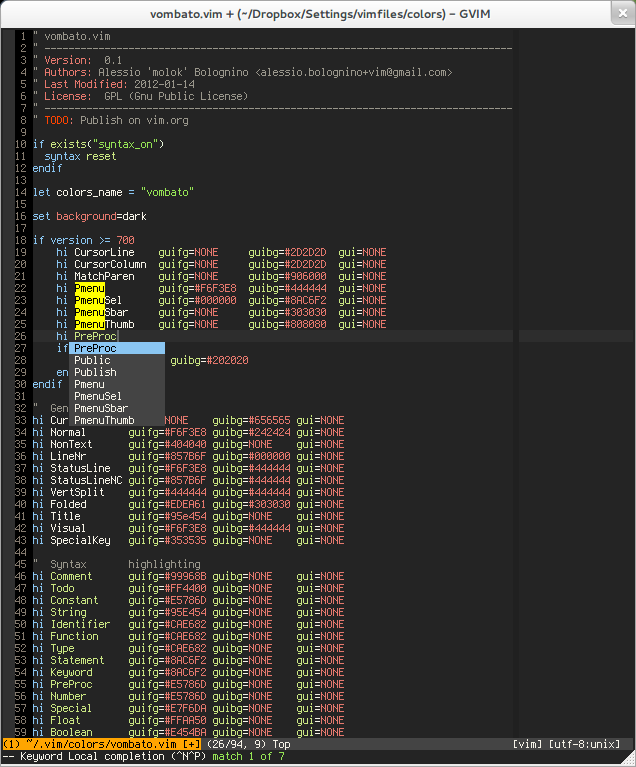 vombato.vim + (~/Dropbox/Settings/vimfiles/colors) – GVIM
1 " vombato.vim
2 " ------------------------------------------------------------------------------
3 " Version:  0.1
4 " Authors: Alessio 'molok' Bolognino <alessio.bolognino+vim@gmail.com>
5 " Last Modified: 2012-01-14
6 " License:  GPL (Gnu Public License)
7 " ------------------------------------------------------------------------------
8 " TODO: Publish on vim.org
9
10 if exists("syntax_on")
11   syntax reset
12 endif
13
14 let colors_name = "vombato"
15
16 set background=dark
17
18 if version >= 700
19     hi CursorLine    guifg=NONE     guibg=#2D2D2D  gui=NONE
20     hi CursorColumn  guifg=NONE     guibg=#2D2D2D  gui=NONE
21     hi MatchParen    guifg=NONE     guibg=#906000  gui=NONE
22     hi Pmenu         guifg=#F6F3E8  guibg=#444444  gui=NONE
23     hi PmenuSel      guifg=#000000  guibg=#8AC6F2  gui=NONE
24     hi PmenuSbar     guifg=NONE     guibg=#303030  gui=NONE
25     hi PmenuThumb    guifg=NONE     guibg=#808080  gui=NONE
26     hi PreProc
27     if PreProc
28 Public          guibg=#202020
29     en Publish
30 endif Pmenu
31 PmenuSel
32 "  Gen PmenuSbar
33 hi Cur PmenuThumb NONE    guibg=#656565  gui=NONE
34 hi Normal       guifg=#F6F3E8 guibg=#242424 gui=NONE
35 hi NonText      guifg=#404040 guibg=NONE    gui=NONE
36 hi LineNr       guifg=#857B6F guibg=#000000 gui=NONE
37 hi StatusLine   guifg=#F6F3E8 guibg=#444444 gui=NONE
38 hi StatusLineNC guifg=#857B6F guibg=#444444 gui=NONE
39 hi VertSplit    guifg=#444444 guibg=#444444 gui=NONE
40 hi Folded       guifg=#EDEA61 guibg=#303030 gui=NONE
41 hi Title        guifg=#95e454 guibg=NONE    gui=NONE
42 hi Visual       guifg=#F6F3E8 guibg=#444444 gui=NONE
43 hi SpecialKey   guifg=#353535 guibg=NONE    gui=NONE
44
45 "  Syntax       highlighting
46 hi Comment      guifg=#99968B guibg=NONE    gui=NONE
47 hi Todo         guifg=#FF4400 guibg=NONE    gui=NONE
48 hi Constant     guifg=#E5786D guibg=NONE    gui=NONE
49 hi String       guifg=#95E454 guibg=NONE    gui=NONE
50 hi Identifier   guifg=#CAE682 guibg=NONE    gui=NONE
51 hi Function     guifg=#CAE682 guibg=NONE    gui=NONE
52 hi Type         guifg=#CAE682 guibg=NONE    gui=NONE
53 hi Statement    guifg=#8AC6F2 guibg=NONE    gui=NONE
54 hi Keyword      guifg=#8AC6F2 guibg=NONE    gui=NONE
55 hi PreProc      guifg=#E5786D guibg=NONE    gui=NONE
56 hi Number       guifg=#E5786D guibg=NONE    gui=NONE
57 hi Special      guifg=#E7F6DA guibg=NONE    gui=NONE
58 hi Float        guifg=#FFAA50 guibg=NONE    gui=NONE
59 hi Boolean      guifg=#E454BA guibg=NONE    gui=NONE
(1) ~/.vim/colors/vombato.vim [+] (26/94, 9) Top [vim] [utf-8:unix]
-- Keyword Local completion (^N^P) match 1 of 7